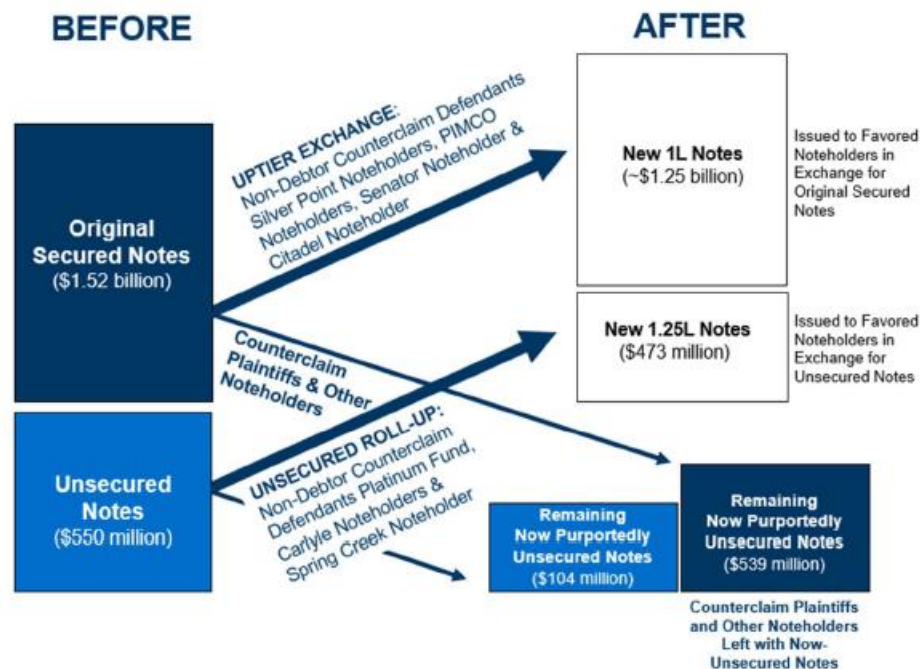 BEFORE
AFTER
UPTIER EXCHANGE:
Non-Debtor Counterclaim Defendants
Silver Point Noteholders, PIMCO
Noteholders, Senator Noteholder &
Citadel Noteholder
Original
Secured Notes
($1.52 billion)
New 1L Notes
(~$1.25 billion)
Issued to Favored
Noteholders in
Exchange for
Original Secured
Notes
Counterclaim
Plaintiffs & Other
Noteholders
New 1.25L Notes
($473 million)
Issued to Favored
Noteholders in
Exchange for
Unsecured Notes
Unsecured
Notes
($550 million)
UNSECURED ROLL-UP:
Non-Debtor Counterclaim
Defendants Platinum Fund,
Carlyle Noteholders &
Spring Creek Noteholder
Remaining
Now Purportedly
Unsecured Notes
($104 million)
Remaining
Now Purportedly
Unsecured Notes
($539 million)
Counterclaim Plaintiffs
and Other Noteholders
Left with Now-
Unsecured Notes